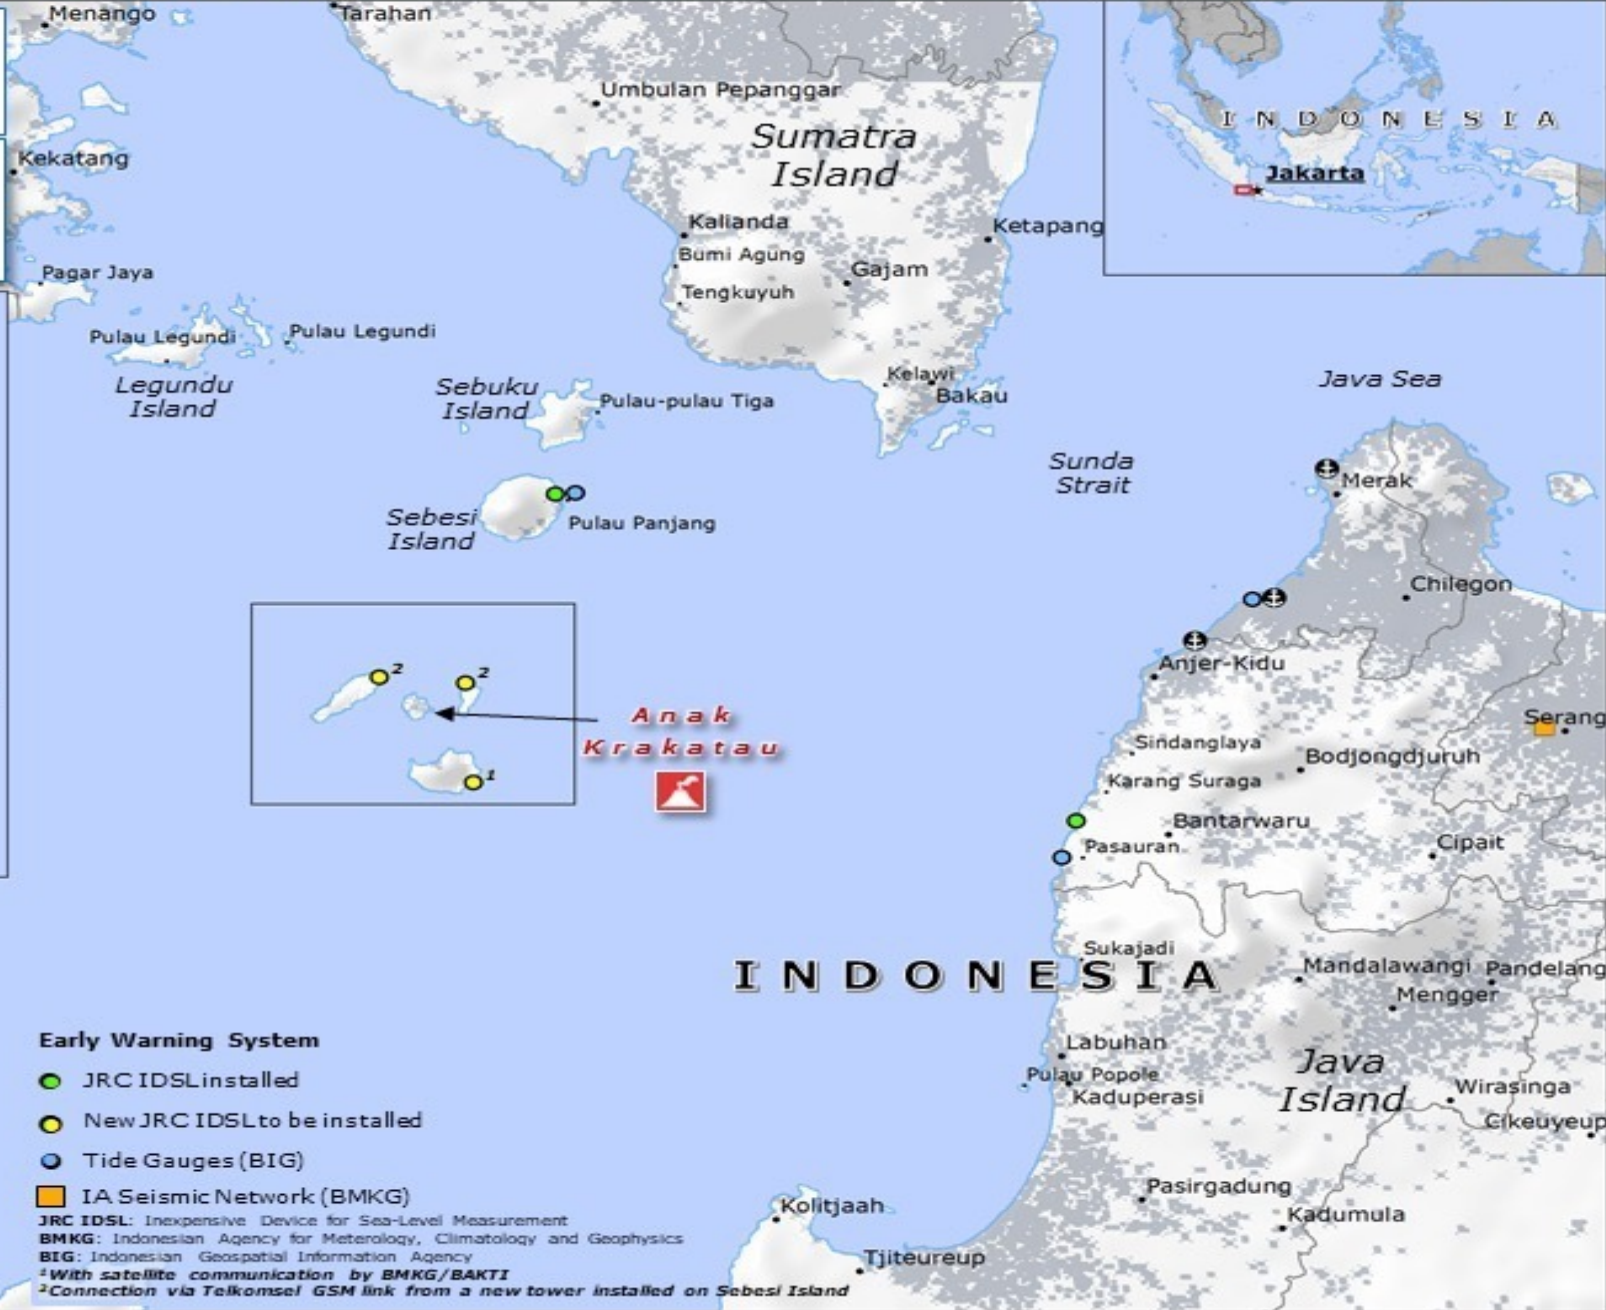 Menango
Tarahan
Umbulan Pepanggar
Sumatra
Island
INDONESIA
Jakarta
Kekatang
Kalianda
Ketapang
Bumi Agung
Gajam
Pagar Jaya
Tengkuyuh
Pulau Legundi
Pulau Legundi
Legundu
Island
Sebuku
Island
Pulau-pulau Tiga
Kelawi
Bakau
Java Sea
Sunda
Strait
Merak
Sebesi
Island
Pulau Panjang
Chilegon
Anjer-Kidu
2
2
1
Anak
Krakatau
Serang
Sindanglaya
Bodjongdjuruh
Karang Suraga
Bantarwaru
Pasauran
Cipait
Sukajadi
INDONESIA
Mandalawangi
Pandelang
Mengger
Labuhan
Pulau Popole
Kaduperasi
Java
Island
Wirasinga
Cikeuyeup
Pasirgadung
Kadumula
Kolitjaah
Tjiteureup
Early Warning System
JRC IDSL installed
New JRC IDSL to be installed
Tide Gauges (BIG)
IA Seismic Network (BMKG)
JRC IDSL: Inexpensive Device for Sea-Level Measurement
BMKG: Indonesian Agency for Meterology, Climatology and Geophysics
BIG: Indonesian Geospatial Information Agency
¹With satellite communication by BMKG/BAKTI
²Connection via Telkomsel GSM link from a new tower installed on Sebesi Island